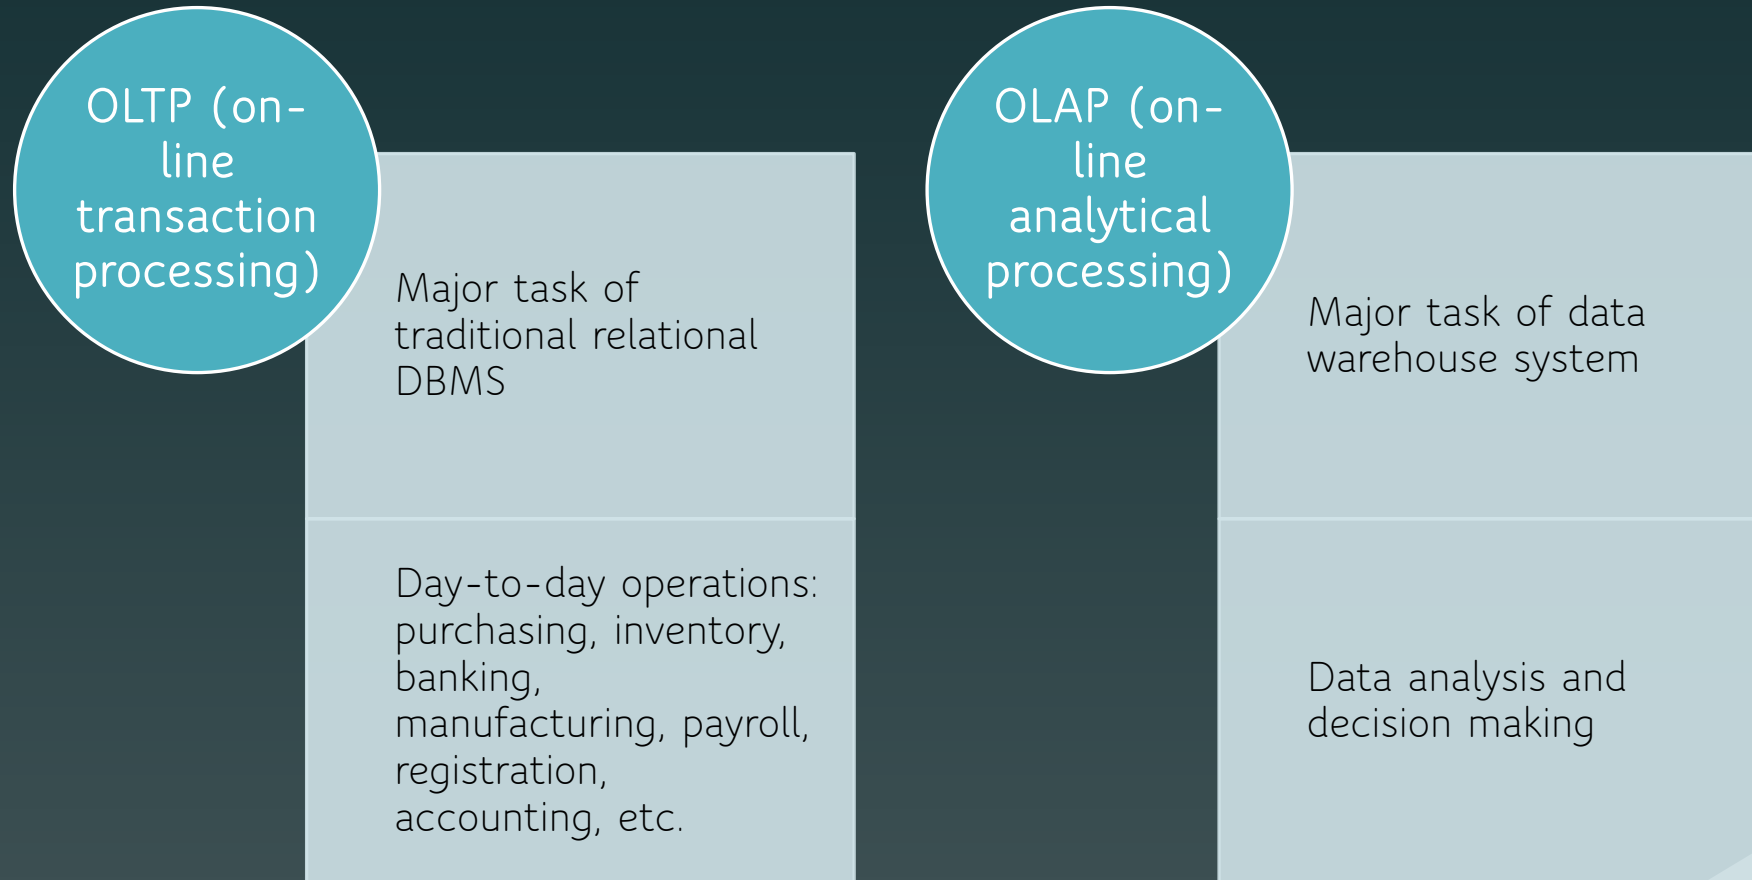 OLTP (on-
line
transaction
processing)
Major task of
traditional relational
DBMS
Day-to-day operations:
purchasing, inventory,
banking,
manufacturing, payroll,
registration,
accounting, etc.
OLAP (on-
line
analytical
processing)
Major task of data
warehouse system
Data analysis and
decision making